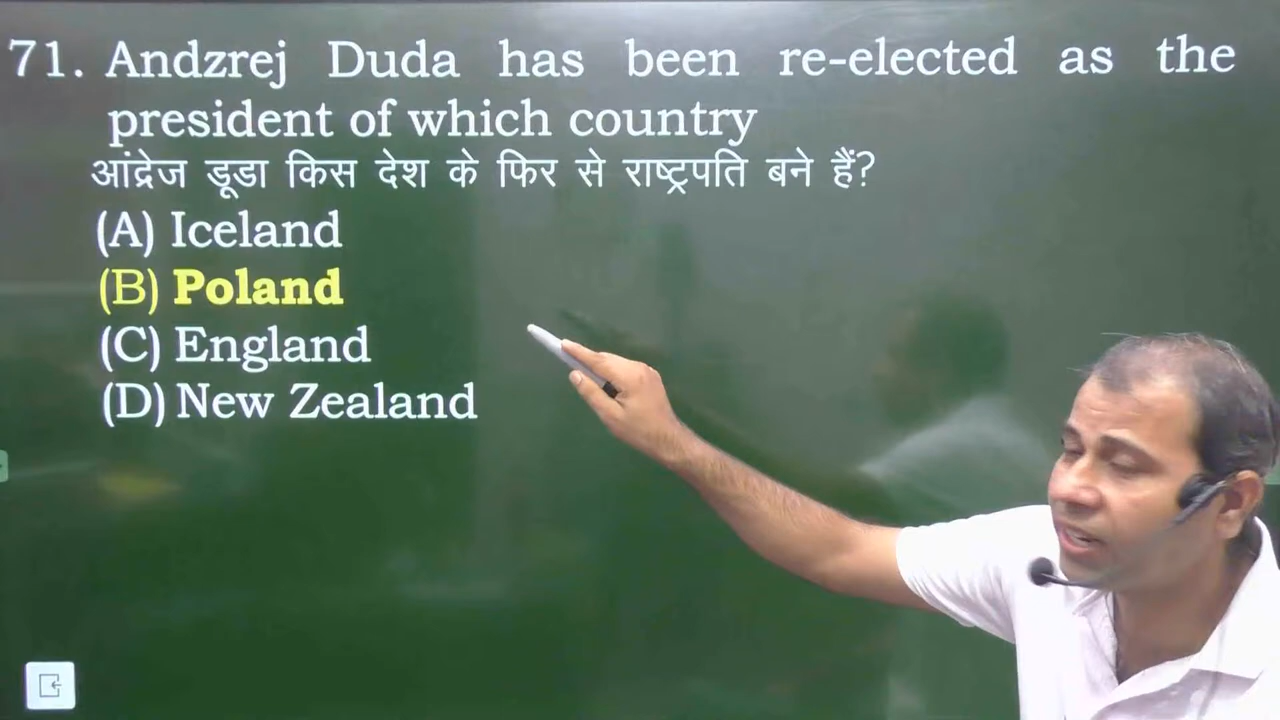 71. Andzrej Duda has been re-elected as the
president of which country
आंद्रेज डूडा किस देश के फिर से राष्ट्रपति बने हैं?
(A) Iceland
(B) Poland
(C) England
(D) New Zealand